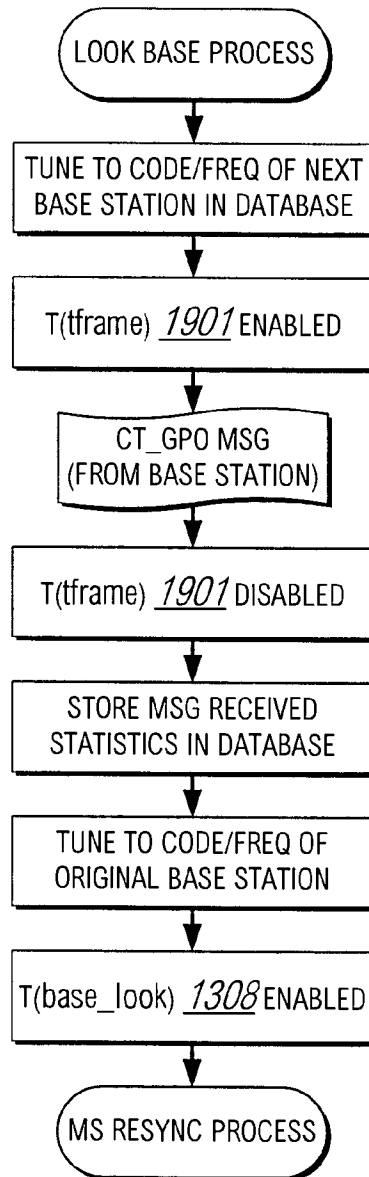 LOOK BASE PROCESS
TUNE TO CODE/FREQ OF NEXT
BASE STATION IN DATABASE
T(tframe) 1901 ENABLED
CT_GPO MSG
(FROM BASE STATION)
T(tframe) 1901 DISABLED
STORE MSG RECEIVED
STATISTICS IN DATABASE
TUNE TO CODE/FREQ OF
ORIGINAL BASE STATION
T(base_look) 1308 ENABLED
MS RESYNC PROCESS